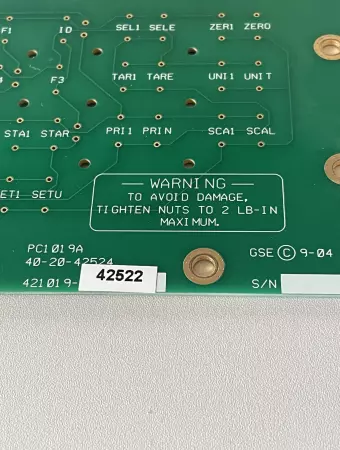 F1 ID SEL1 SELE ZER1 ZERO
4 F3 TAR1 TARE UNI1 UNIT
STA1 STAR PRI1 PRIN SCA1 SCAL
ET1 SETU
WARNING
TO AVOID DAMAGE,
TIGHTEN NUTS TO 2 LB-IN
MAXIMUM.
PC1019A
40-20-42524
GSE © 9-04
421019-
42522
S/N